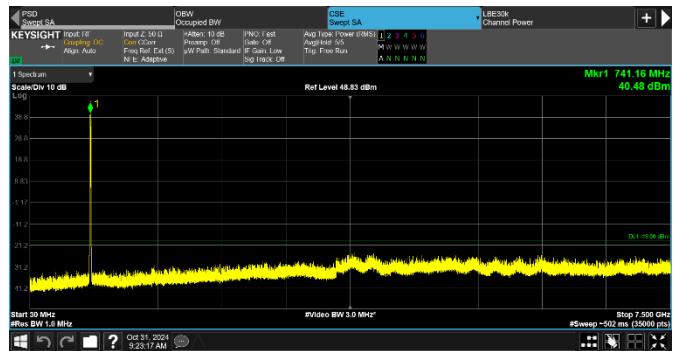 PSD
Swept SA
OBW
Occupied BW
CSE
Swept SA
LBE30k
Channel Power
KEYSIGHT
Input: RF
Coupling: DC
Align: Auto
Input Z: 50 Ω
Corr CCorr
Freq Ref: Ext (S)
NFE: Adaptive
#Atten: 10 dB
Preamp: Off
µW Path: Standard
PNO: Fast
Gate: Off
IF Gain: Low
Sig Track: Off
Avg Type: Power (RMS)
Avg|Hold: 5/5
Trig: Free Run
1 2 3 4 5 6
M W W W W W
A N N N N N
1 Spectrum
Scale/Div 10 dB
Log
Ref Level 48.83 dBm
Mkr1 741.16 MHz
40.48 dBm
1
38.8
28.8
18.8
8.83
-1.17
-11.2
-21.2
-31.2
-41.2
Start 30 MHz
#Res BW 1.0 MHz
#Video BW 3.0 MHz*
Stop 7.500 GHz
#Sweep ~502 ms (35000 pts)
Oct 31, 2024
9:23:17 AM